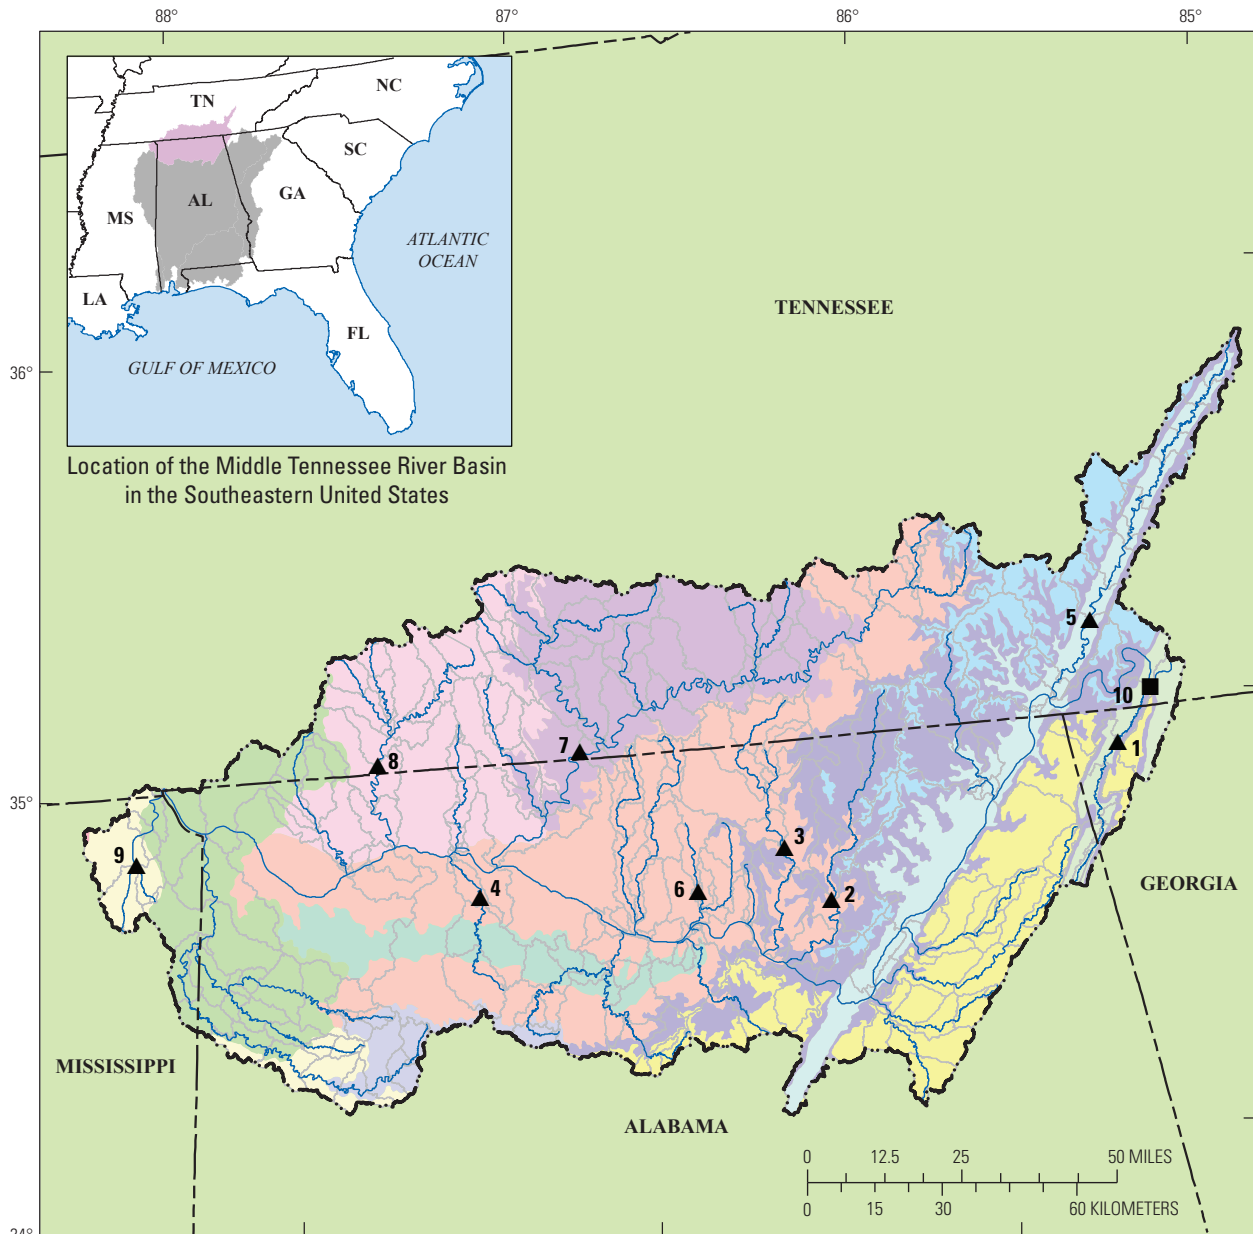 88°
87°
86°
85°
TN
NC
SC
MS
AL
GA
LA
FL
ATLANTIC
OCEAN
GULF OF MEXICO
Location of the Middle Tennessee River Basin
in the Southeastern United States
TENNESSEE
36°
5
10
1
7
8
35°
9
3
4
6
2
GEORGIA
MISSISSIPPI
ALABAMA
0 12.5 25 50 MILES
0 15 30 60 KILOMETERS
34°